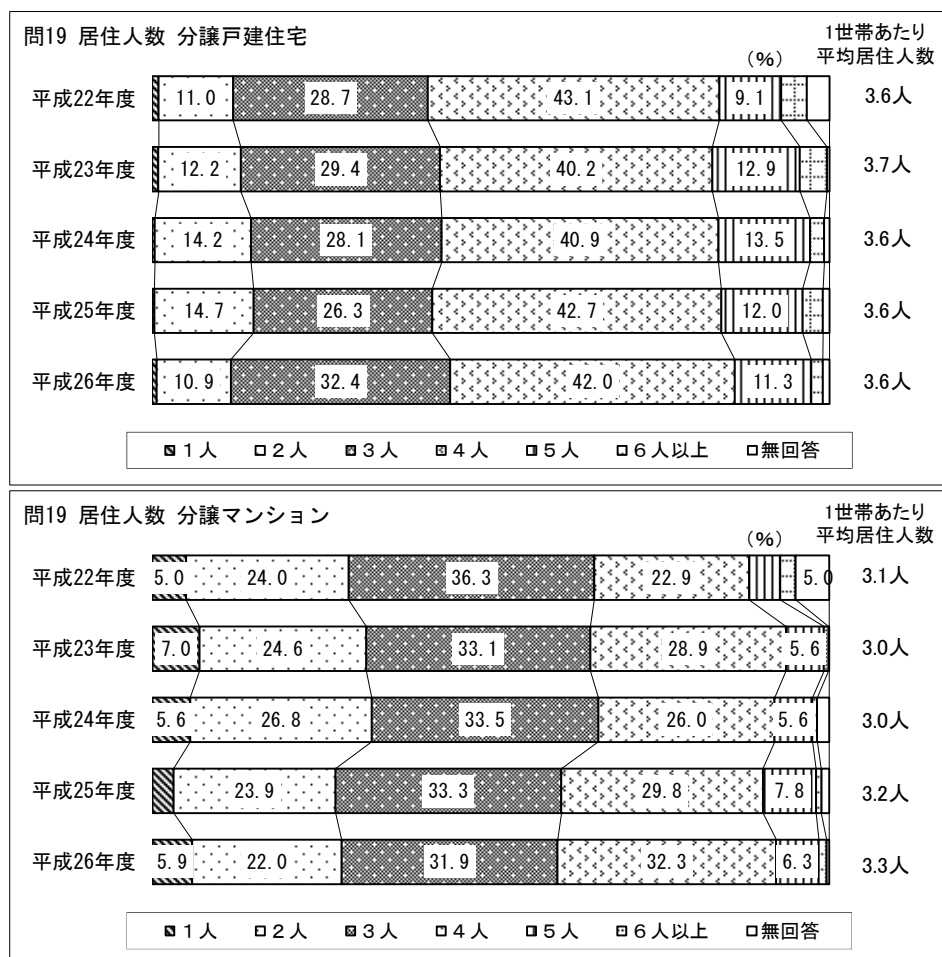 問19 居住人数 分譲戸建住宅
1世帯あたり
平均居住人数
(%)
平成22年度 11.0 28.7 43.1 9.1 3.6人
平成23年度 12.2 29.4 40.2 12.9 3.7人
平成24年度 14.2 28.1 40.9 13.5 3.6人
平成25年度 14.7 26.3 42.7 12.0 3.6人
平成26年度 10.9 32.4 42.0 11.3 3.6人
1人 2人 3人 4人 5人 6人以上 無回答
問19 居住人数 分譲マンション
1世帯あたり
平均居住人数
(%)
平成22年度 5.0 24.0 36.3 22.9 5.0 3.1人
平成23年度 7.0 24.6 33.1 28.9 5.6 3.0人
平成24年度 5.6 26.8 33.5 26.0 5.6 3.0人
平成25年度 23.9 33.3 29.8 7.8 3.2人
平成26年度 5.9 22.0 31.9 32.3 6.3 3.3人
1人 2人 3人 4人 5人 6人以上 無回答